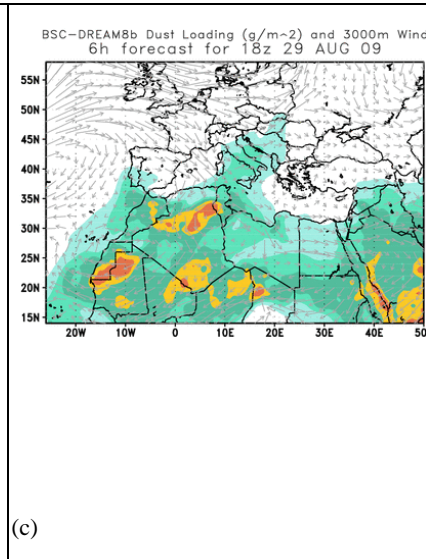 BSC-DREAM8b Dust Loading (g/m^2) and 3000m Wind
6h forecast for 18z 29 AUG 09
55N
50N
45N
40N
35N
30N
25N
20N
15N
20W 10W 0 10E 20E 30E 40E 50
(c)